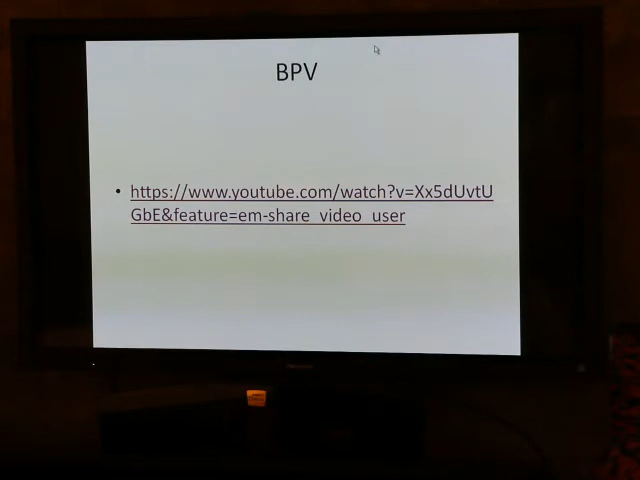 BPV
• https://www.youtube.com/watch?v=Xx5dUvtU
GbE&feature=em-share_video_user